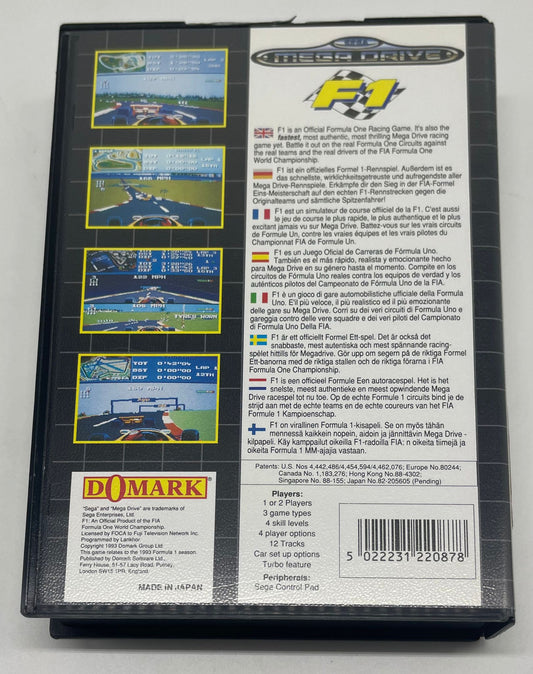 SEGA
MEGA DRIVE
F1
F1 is an Official Formula One Racing Game. It's also the
fastest, most authentic, most thrilling Mega Drive racing
game yet. Battle it out on the real Formula One Circuits against
the real teams and the real drivers of the FIA Formula One
World Championship.
F1 ist ein offizielles Formel 1-Rennspiel. Außerdem ist es
das schnellste, wirklichkeitsgetreuste und aufregendste aller
Mega Drive-Rennspiele. Erkämpfe dir den Sieg in der FIA-Formel
Eins-Meisterschaft auf den echten F1-Rennstrecken gegen die
Originalteams und sämtliche Spitzenfahrer!
F1 est un simulateur de course officiel de la F1. C'est aussi
le jeu de course le plus rapide, le plus authentique et le plus
excitant jamais vu sur Mega Drive. Battez-vous sur les vrais circuits
de Formule Un, contre les vraies équipes et les vrais pilotes du
Championnat FIA de Formule Un.
F1 es un Juego Oficial de Carreras de Fórmula Uno.
También es el más rápido, realista y emocionante hecho
para Mega Drive en su género hasta el momento. Compite en los
circuitos de Fórmula Uno reales contra los equipos de verdad y los
auténticos pilotos del Campeonato de Fórmula Uno de la FIA.
F1 è un gioco di gare automobilistiche ufficiale della Formula
Uno. E'il più veloce, il più realistico ed il più emozionante
delle gare su Mega Drive. Corri su dei veri circuiti di Formula Uno e
gareggia contro delle vere squadre e dei veri piloti del Campionato
di Formula Uno Della FIA.
F1 är ett officiellt Formel Ett-spel. Det är också det
snabbaste, mest autentiska och mest spännande racing-
spelet hittills för Megadrive. Gör upp om segern på de riktiga Formel
Ett-banorna med de riktiga stallen och de riktiga förarna i FIA
Formula One Championship.
F1 is een officieel Formule Een autoracespel. Het is het
snelste, meest authentieke en meest opwindende Mega
Drive racespel tot nu toe. Op de echte Formule 1 circuits bind je de
strijd aan met de echte teams en de echte coureurs van het FIA
Formule 1 Kampioenschap.
F1 on virallinen Formula 1-kisapeli. Se on myös tähän
mennessä kaikkein nopein, aidoin ja jännittävin Mega Drive -
kilpapeli. Käy kamppailut oikeilla F1-radoilla FIA: n oikeita tiimejä ja
oikeita Formula 1 MM-ajajia vastaan.
Patents: U.S. Nos 4,442,486/4,454,594/4,462,076; Europe No.80244;
Canada No. 1,183,276; Hong Kong No. 88-4302;
Singapore No. 88-155; Japan No.82-205605 (Pending)
DOMARK
"Sega" and "Mega Drive" are trademarks of
Sega Enterprises, Ltd.
F1: An Official Product of the FIA
Formula One World Championship.
Licensed by FOCA to Fuji Television Network Inc.
Programmed by Lankhor
Copyright 1993 Domark Group Ltd.
This game relates to the 1993 Formula 1 season.
Published by Domark Software Ltd.,
Ferry House, 51-57 Lacy Road, Putney,
London SW15 1PR, England.
MADE IN JAPAN
Players:
1 or 2 Players
3 game types
4 skill levels
4 player options
12 Tracks
Car set up options
Turbo feature
Peripherals:
Sega Control Pad
5 022231 220878